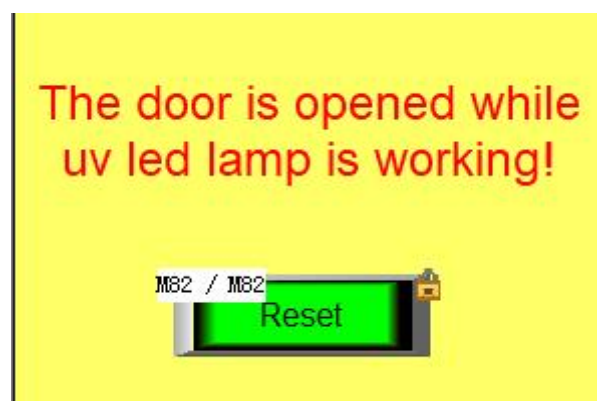 The door is opened while
uv led lamp is working!
M82 / M82
Reset